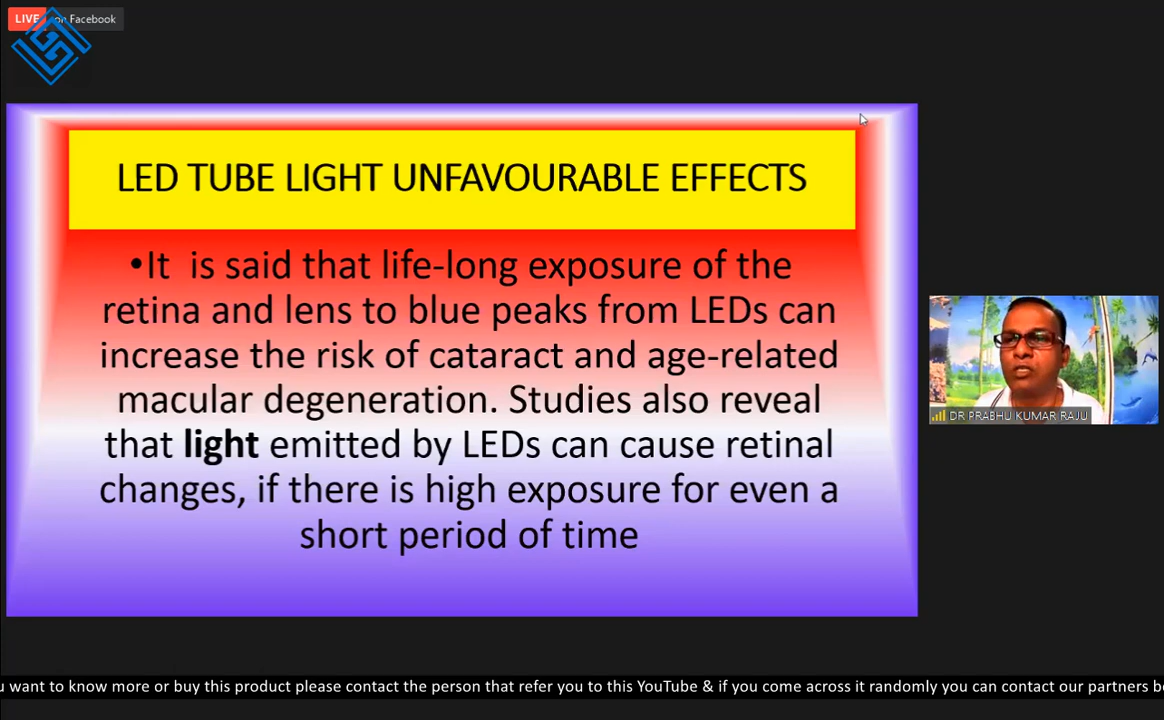 LIVE on Facebook
LED TUBE LIGHT UNFAVOURABLE EFFECTS
•It is said that life-long exposure of the
retina and lens to blue peaks from LEDs can
increase the risk of cataract and age-related
macular degeneration. Studies also reveal
that light emitted by LEDs can cause retinal
changes, if there is high exposure for even a
short period of time
DR PRABHU KUMAR RAJU
want to know more or buy this product please contact the person that refer you to this YouTube & if you come across it randomly you can contact our partners